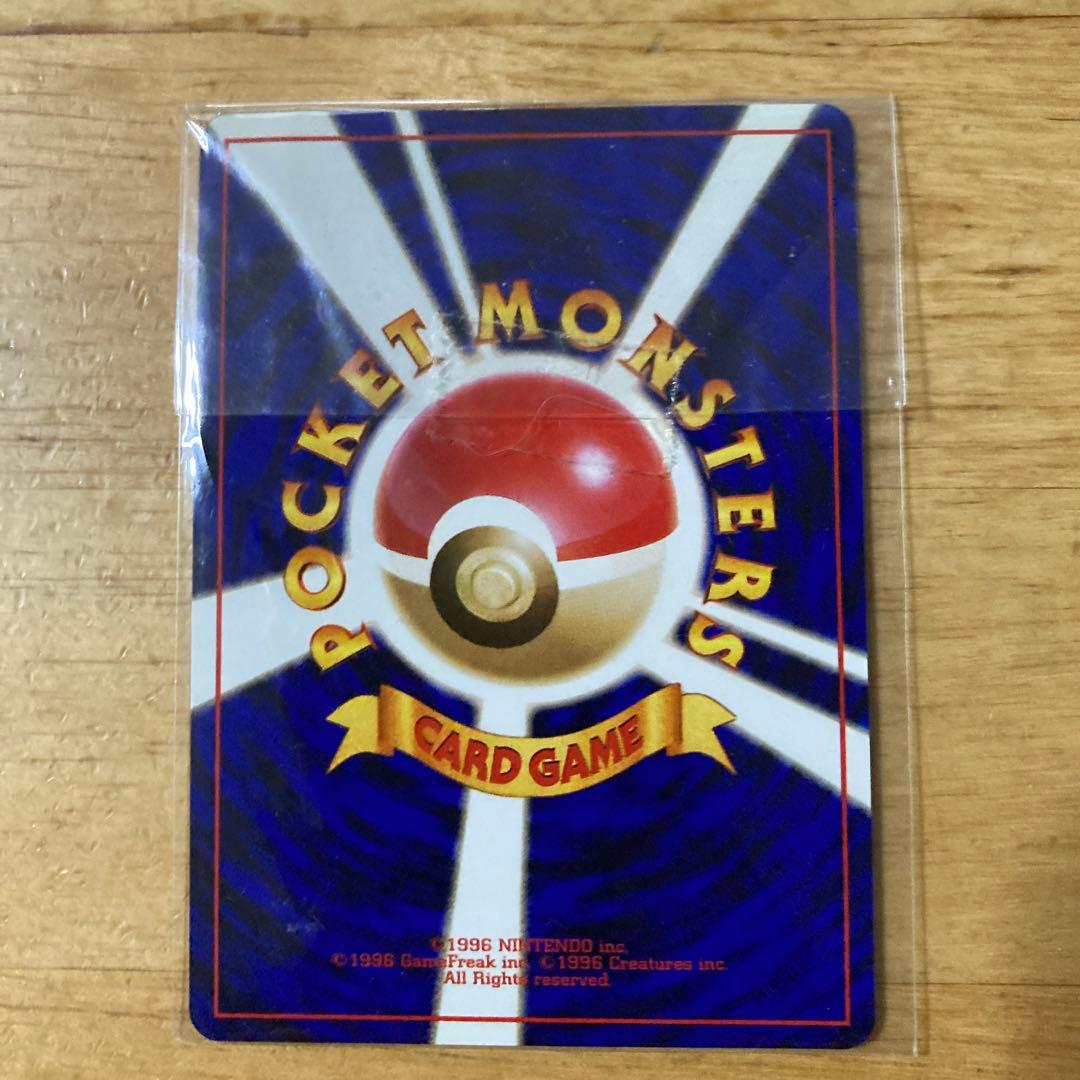 POCKET MONSTERS
CARD GAME
©1996 NINTENDO inc.
©1996 GameFreak inc. ©1996 Creatures inc.
All Rights reserved.